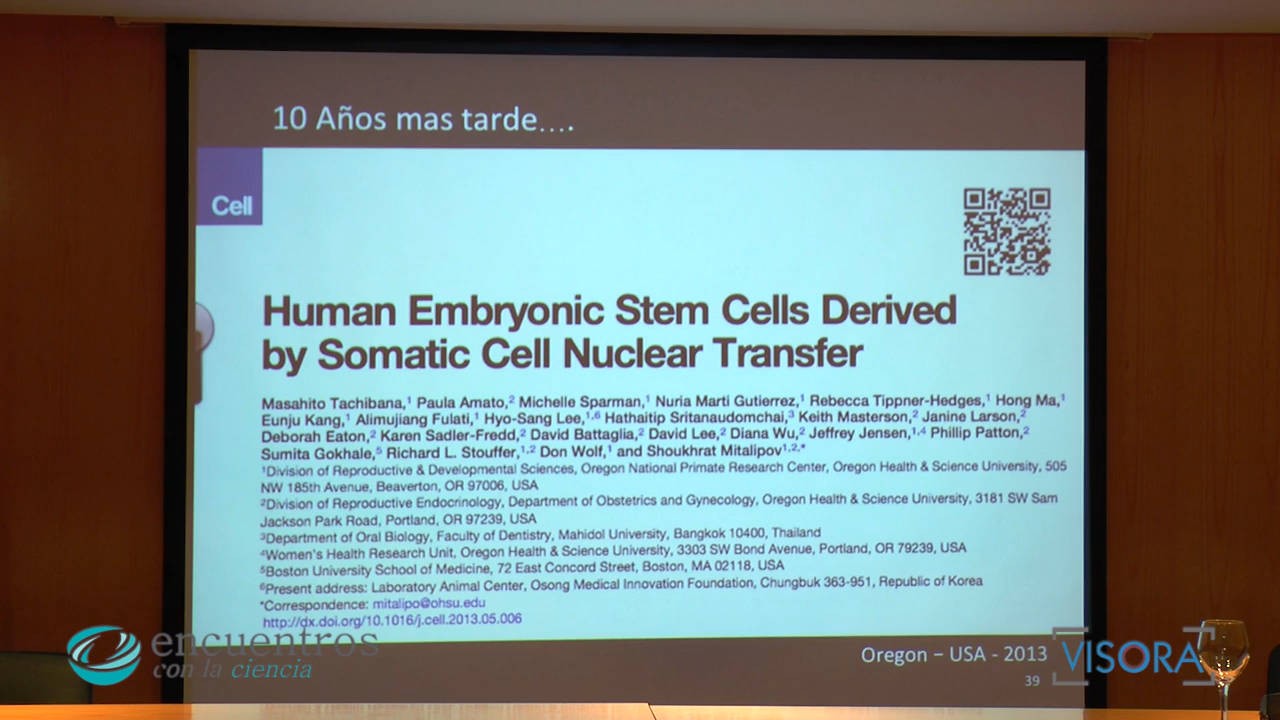 10 Años mas tarde....
Cell
Human Embryonic Stem Cells Derived
by Somatic Cell Nuclear Transfer
Masahito Tachibana,¹ Paula Amato,² Michelle Sparman,¹ Nuria Marti Gutierrez,¹ Rebecca Tippner-Hedges,¹ Hong Ma,¹
Eunju Kang,¹ Alimujiang Fulati,¹ Hyo-Sang Lee,¹,⁶ Hathaitip Sritanaudomchai,³ Keith Masterson,² Janine Larson,²
Deborah Eaton,² Karen Sadler-Fredd,² David Battaglia,² David Lee,² Diana Wu,² Jeffrey Jensen,¹,⁴ Phillip Patton,²
Sumita Gokhale,⁵ Richard L. Stouffer,¹,² Don Wolf,¹ and Shoukhrat Mitalipov¹,²,*
¹Division of Reproductive & Developmental Sciences, Oregon National Primate Research Center, Oregon Health & Science University, 505
NW 185th Avenue, Beaverton, OR 97006, USA
²Division of Reproductive Endocrinology, Department of Obstetrics and Gynecology, Oregon Health & Science University, 3181 SW Sam
Jackson Park Road, Portland, OR 97239, USA
³Department of Oral Biology, Faculty of Dentistry, Mahidol University, Bangkok 10400, Thailand
⁴Women's Health Research Unit, Oregon Health & Science University, 3303 SW Bond Avenue, Portland, OR 79239, USA
⁵Boston University School of Medicine, 72 East Concord Street, Boston, MA 02118, USA
⁶Present address: Laboratory Animal Center, Osong Medical Innovation Foundation, Chungbuk 363-951, Republic of Korea
*Correspondence: mitalipo@ohsu.edu
http://dx.doi.org/10.1016/j.cell.2013.05.006
encuentros
con la ciencia
Oregon – USA - 2013
39
VISORA